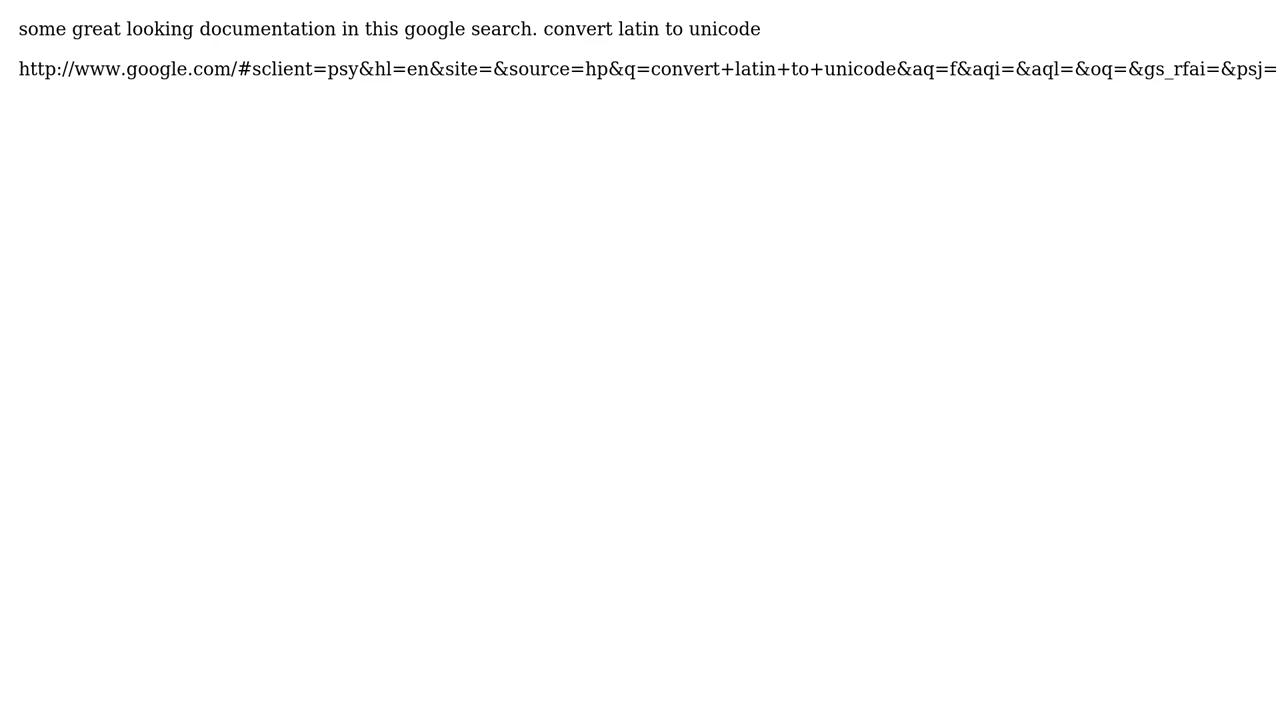 some great looking documentation in this google search. convert latin to unicode
http://www.google.com/#sclient=psy&hl=en&site=&source=hp&q=convert+latin+to+unicode&aq=f&aqi=&aql=&oq=&gs_rfai=&psj=